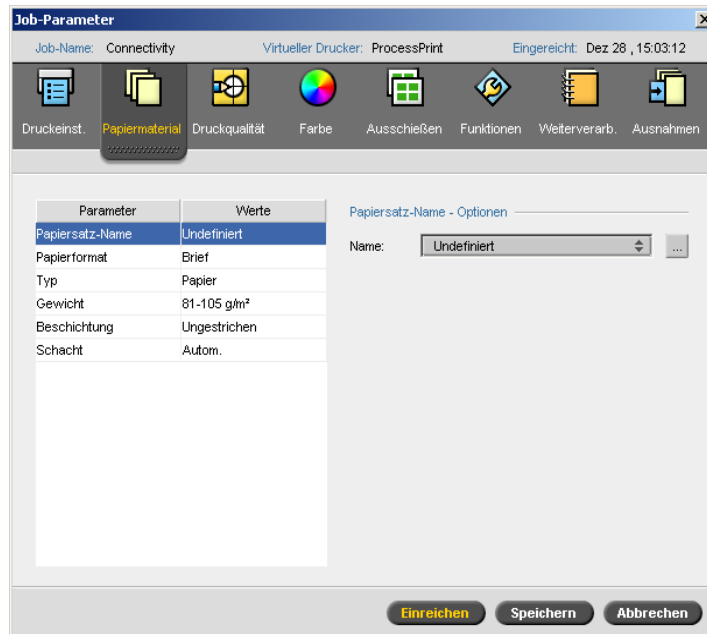 Job-Parameter
Job-Name: Connectivity Virtueller Drucker: ProcessPrint Eingereicht: Dez 28 , 15:03:12
Druckeinst. Papiermaterial Druckqualität Farbe Ausschießen Funktionen Weiterverarb. Ausnahmen
Parameter Werte
Papiersatz-Name Undefiniert
Papierformat Brief
Typ Papier
Gewicht 81-105 g/m²
Beschichtung Ungestrichen
Schacht Autom.
Papiersatz-Name - Optionen
Name: Undefiniert ...
Einreichen Speichern Abbrechen